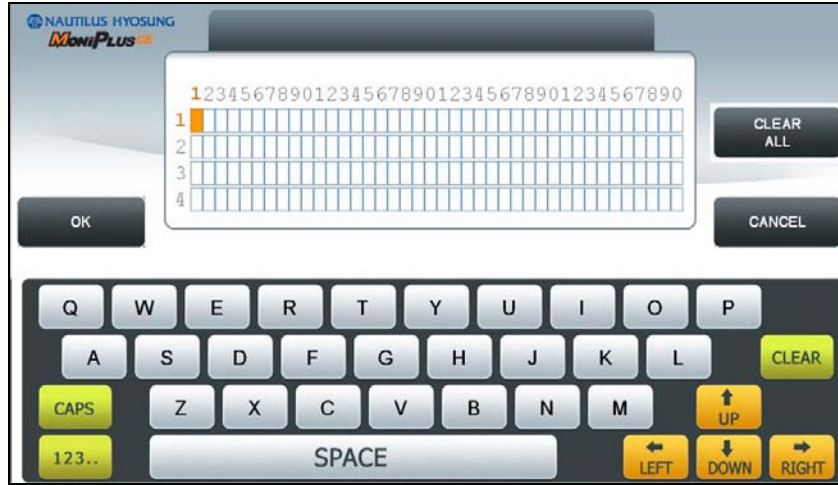 NAUTILUS HYOSUNG
MoniPlusCE
1234567890123456789012345678901234567890
1
2
3
4
CLEAR ALL
OK
CANCEL
Q W E R T Y U I O P
A S D F G H J K L CLEAR
CAPS Z X C V B N M UP
123.. SPACE LEFT DOWN RIGHT